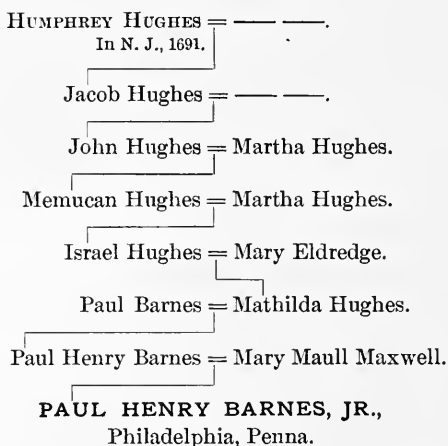 HUMPHREY HUGHES = — — — —.
In N. J., 1691.
Jacob Hughes = — — — —.
John Hughes = Martha Hughes.
Memucan Hughes = Martha Hughes.
Israel Hughes = Mary Eldredge.
Paul Barnes = Mathilda Hughes.
Paul Henry Barnes = Mary Maull Maxwell.
PAUL HENRY BARNES, JR.,
Philadelphia, Penna.